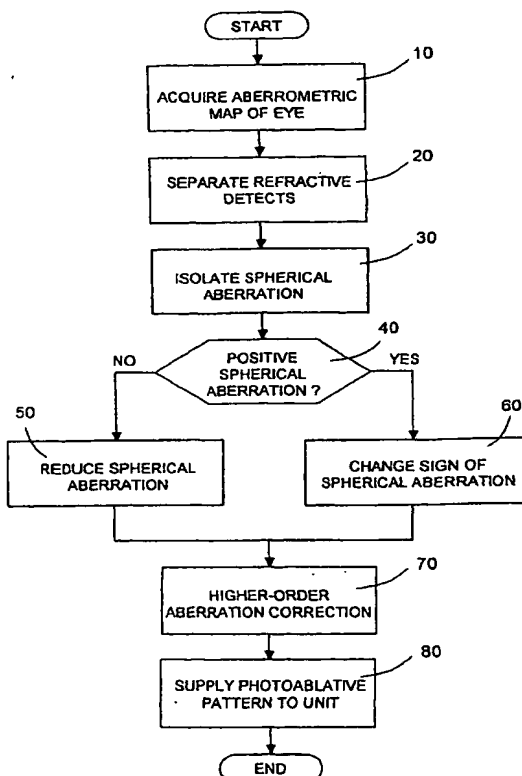 START
10
ACQUIRE ABERROMETRIC
MAP OF EYE
20
SEPARATE REFRACTIVE
DETECTS
30
ISOLATE SPHERICAL
ABERRATION
40
NO
POSITIVE
SPHERICAL
ABERRATION ?
YES
50
REDUCE SPHERICAL
ABERRATION
60
CHANGE SIGN OF
SPHERICAL ABERRATION
70
HIGHER-ORDER
ABERRATION CORRECTION
80
SUPPLY PHOTOABLATIVE
PATTERN TO UNIT
END